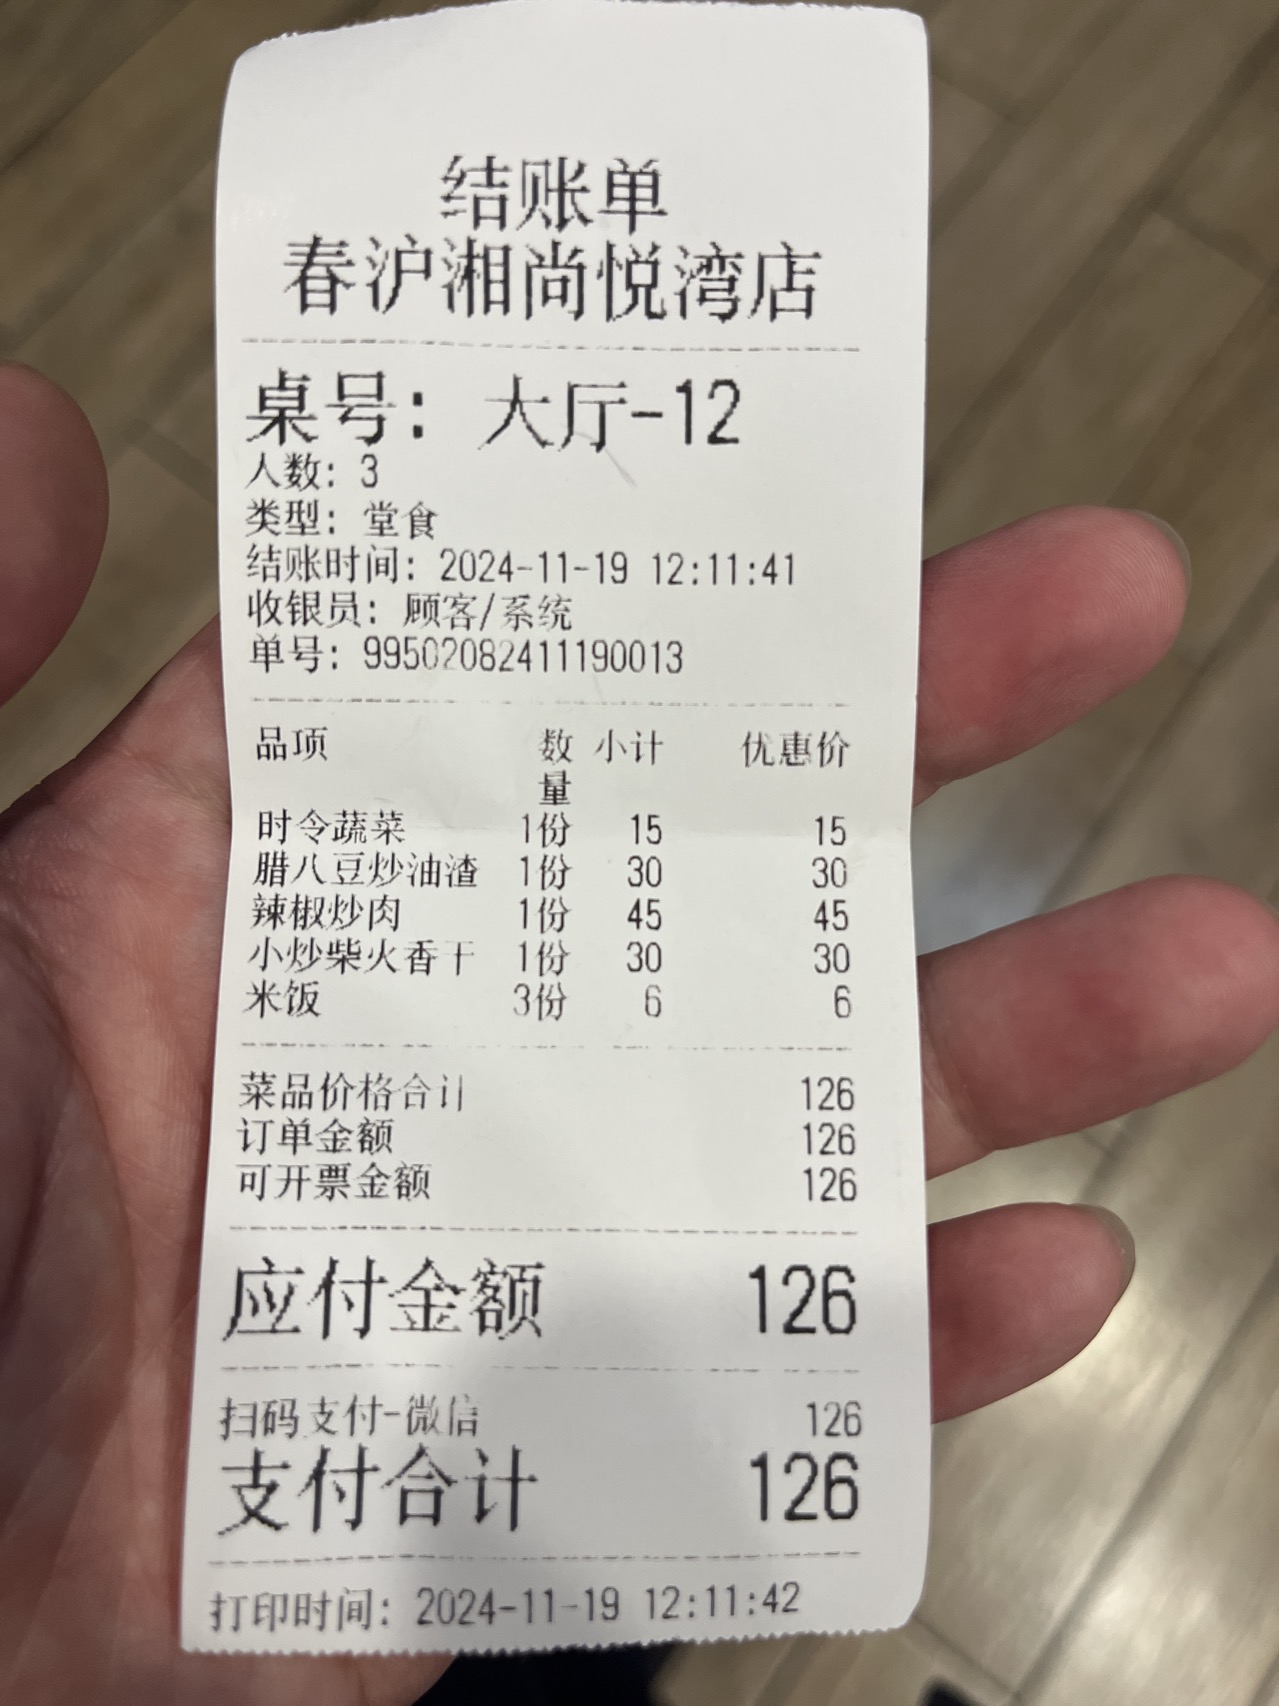 结账单
春沪湘尚悦湾店
桌号： 大厅-12
人数：3
类型：堂食
结账时间：2024-11-19 12:11:41
收银员：顾客/系统
单号：99502082411190013
品项 数量 小计 优惠价
时令蔬菜 1份 15 15
腊八豆炒油渣 1份 30 30
辣椒炒肉 1份 45 45
小炒柴火香干 1份 30 30
米饭 3份 6 6
菜品价格合计 126
订单金额 126
可开票金额 126
应付金额 126
扫码支付-微信 126
支付合计 126
打印时间：2024-11-19 12:11:42